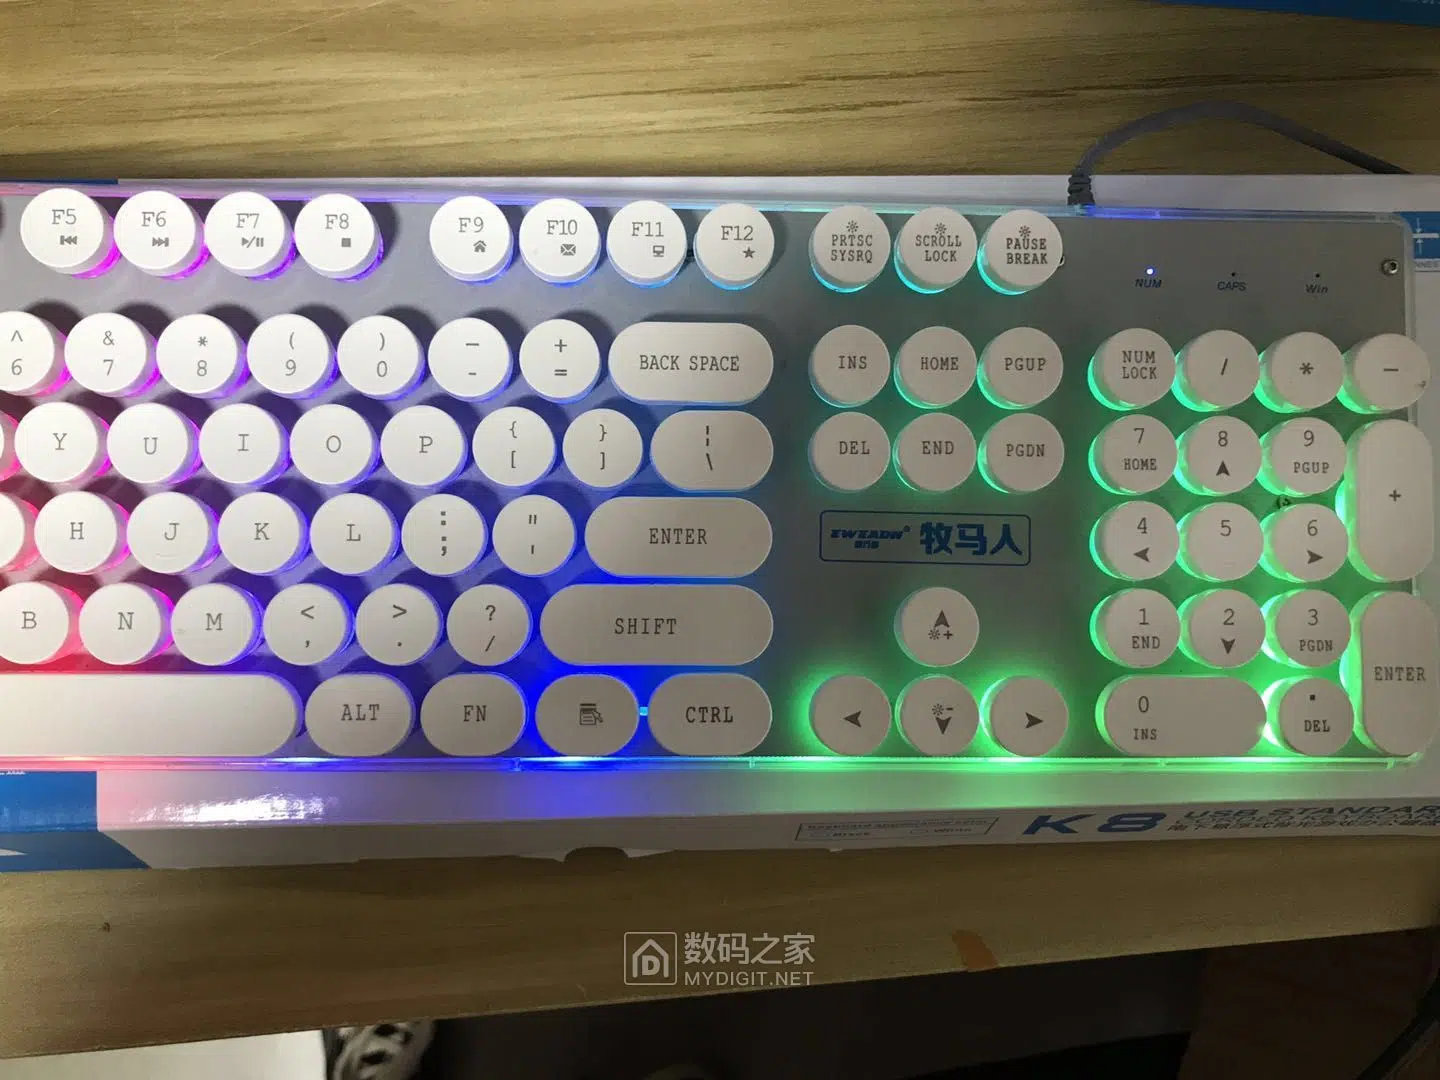 F5 F6 F7 F8 F9 F10 F11 F12
PRTSC
SYSRQ
SCROLL
LOCK
PAUSE
BREAK
NUM CAPS Win
^
6
&
7
*
8
(
9
)
0
—
-
+
=
BACK SPACE
INS HOME PGUP
NUM
LOCK
/ * —
Y U I O P
{
[
}
]
¦
\
DEL END PGDN
7
HOME
8
9
PGUP
+
H J K L
:
;
"
'
ENTER
牧马人
4 5 6
B N M
<
,
>
.
?
/
SHIFT
1
END
2
3
PGDN
ENTER
ALT FN CTRL
0
INS
.
DEL
K8
USB STANDAR
数码之家
MYDIGIT.NET